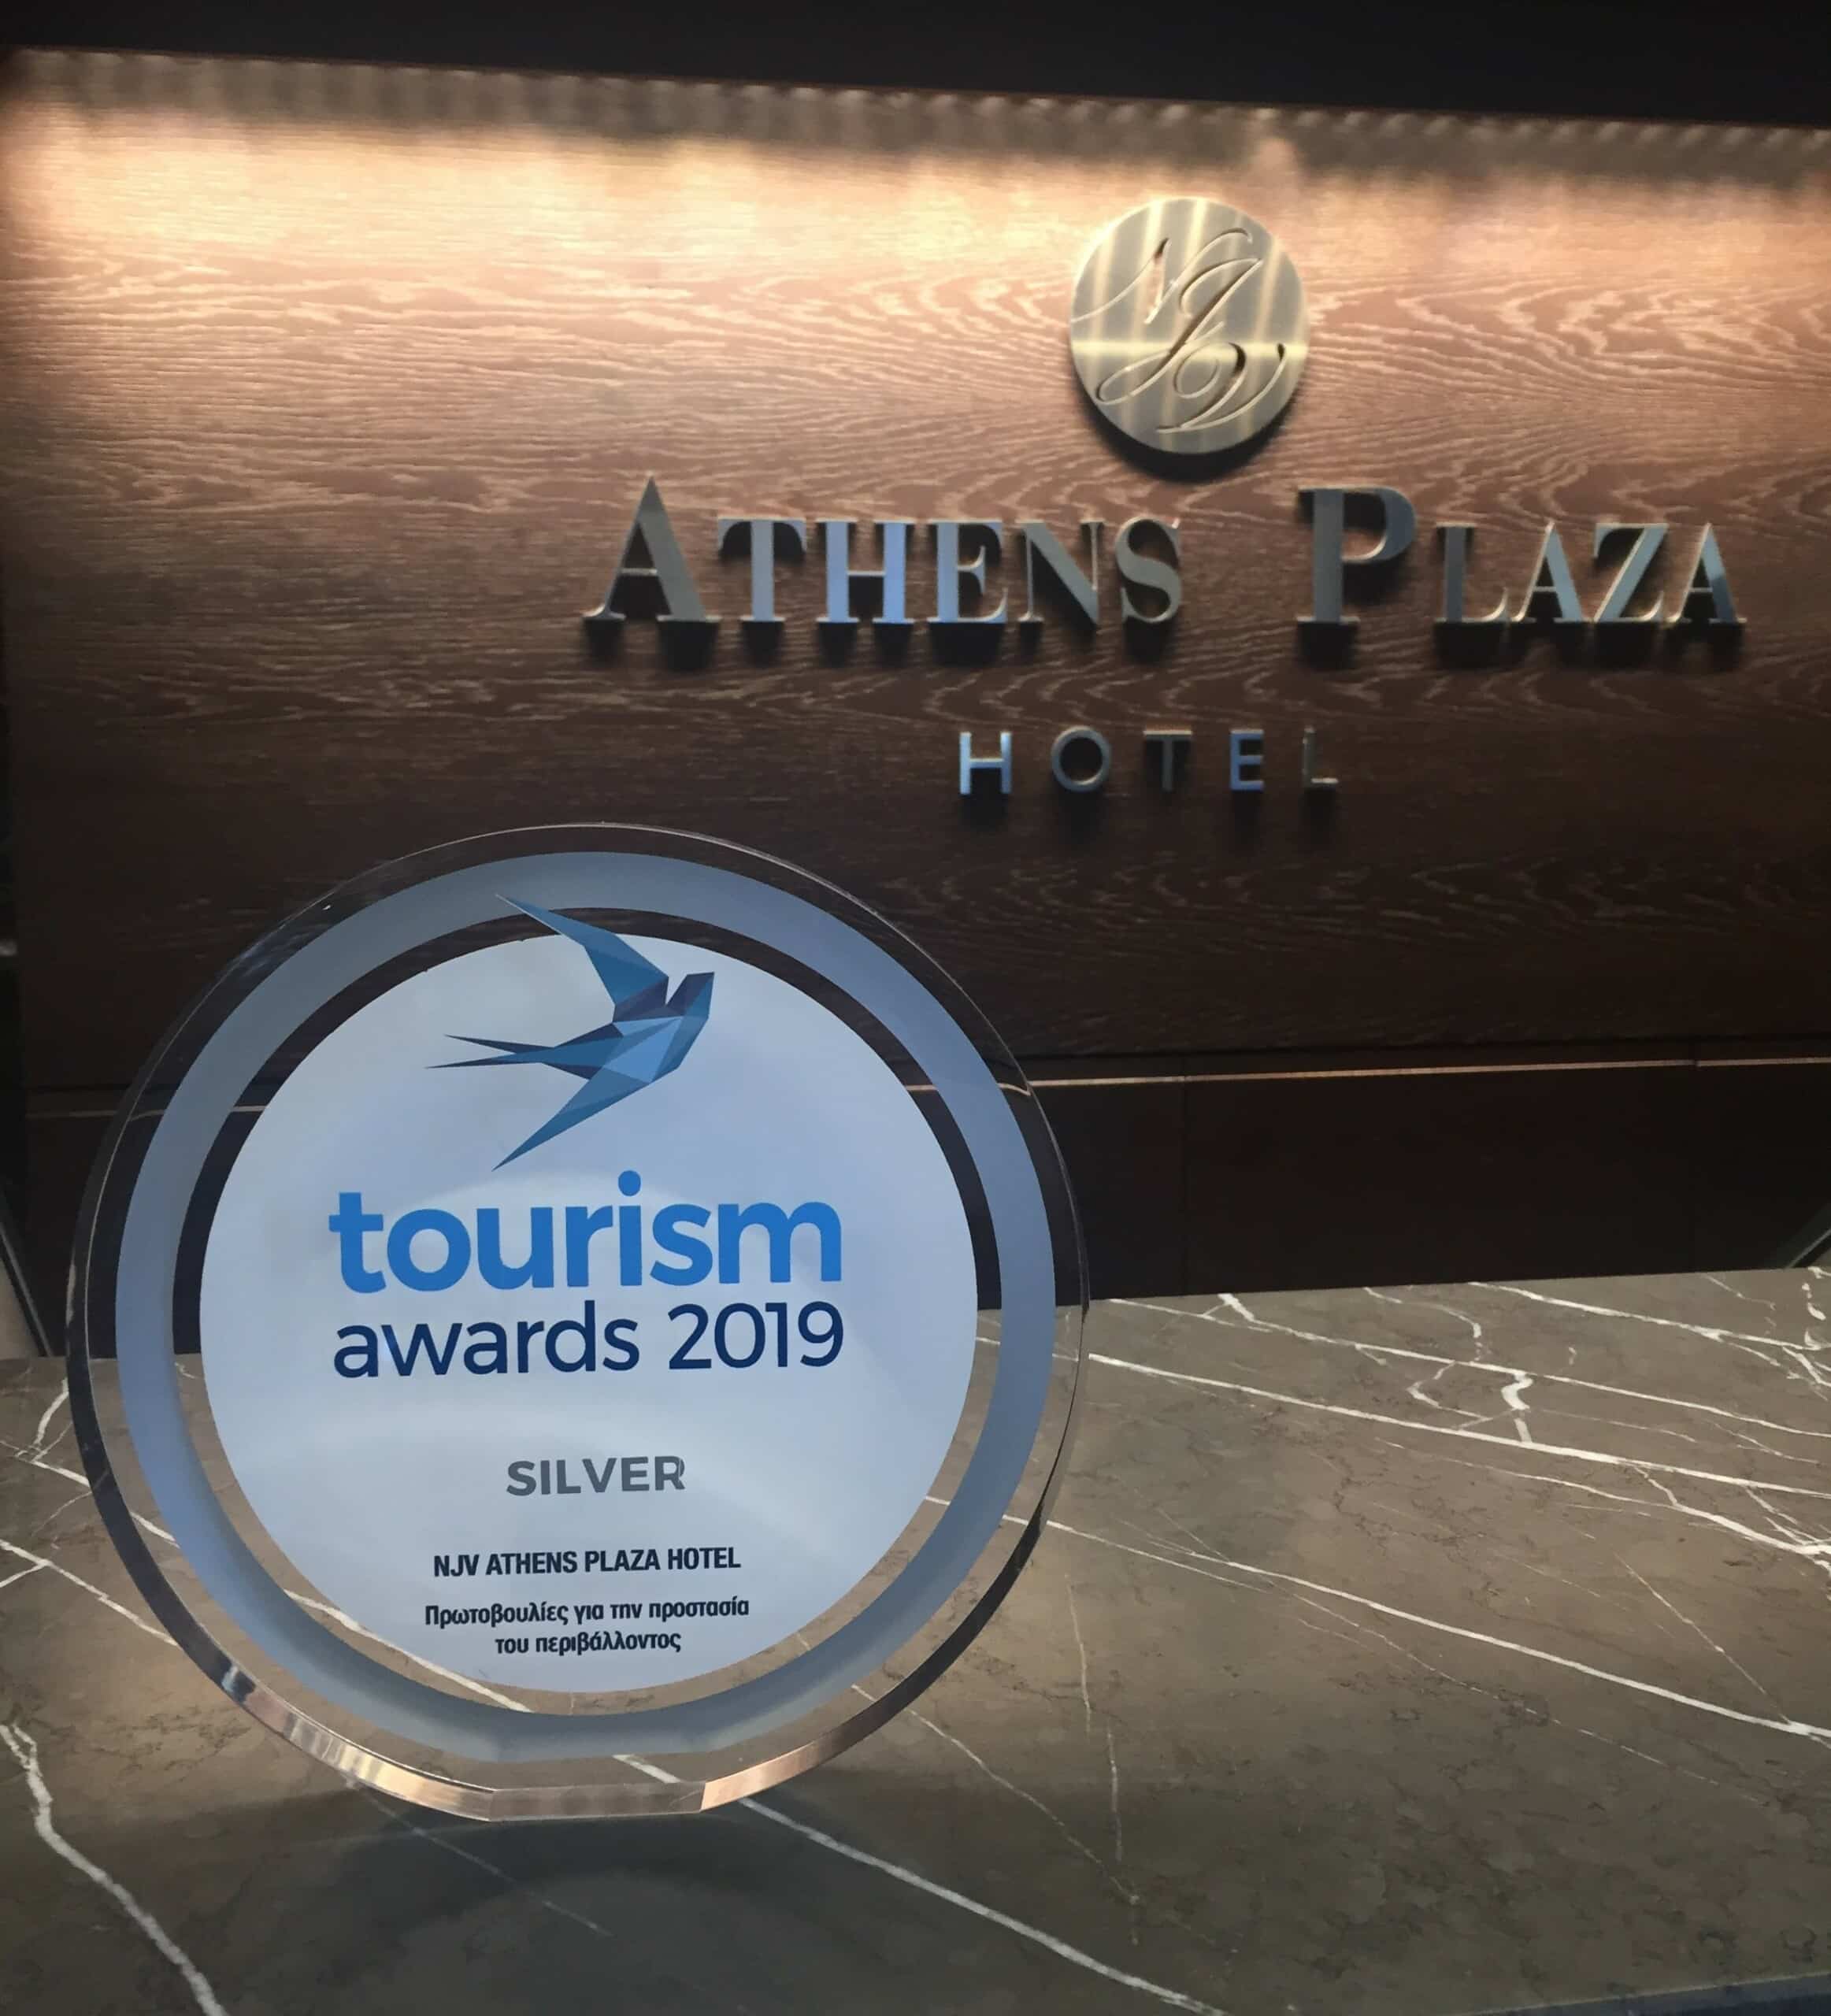 NJV
ATHENS PLAZA
HOTEL
tourism
awards 2019
SILVER
NJV ATHENS PLAZA HOTEL
Πρωτοβουλίες για την προστασία
του περιβάλλοντος